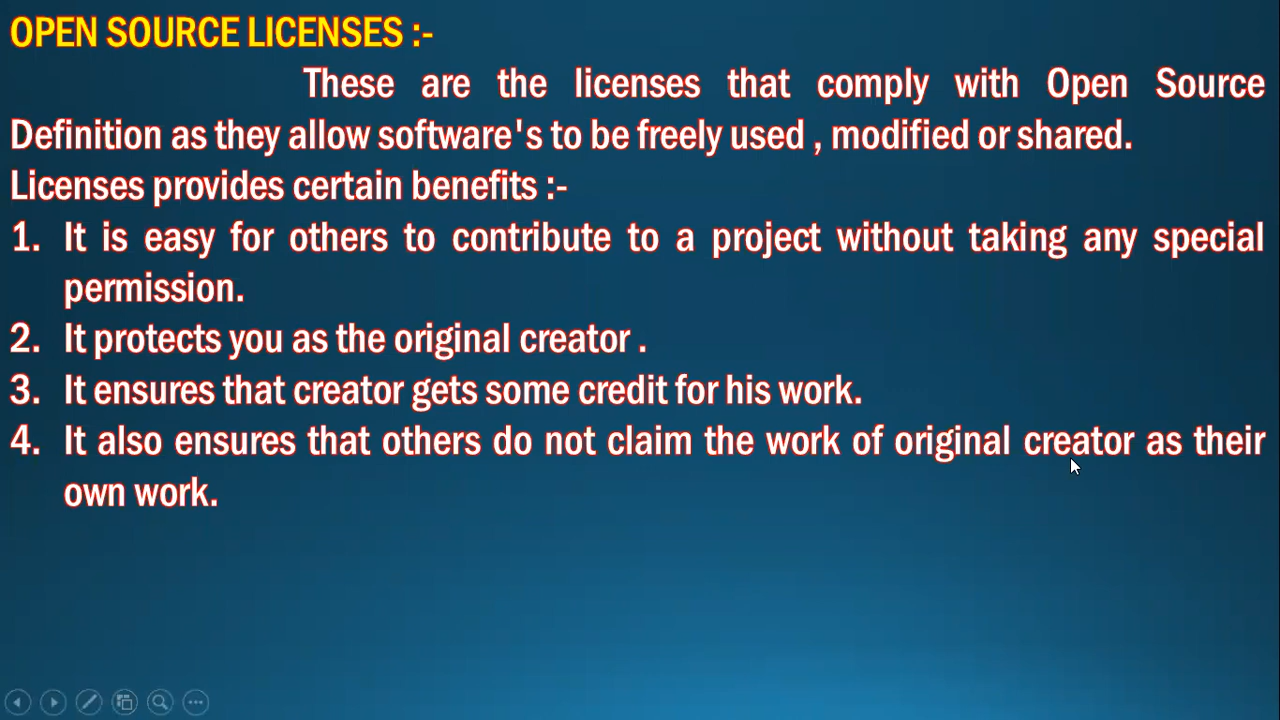 OPEN SOURCE LICENSES :-
These are the licenses that comply with Open Source
Definition as they allow software's to be freely used , modified or shared.
Licenses provides certain benefits :-
1. It is easy for others to contribute to a project without taking any special
permission.
2. It protects you as the original creator .
3. It ensures that creator gets some credit for his work.
4. It also ensures that others do not claim the work of original creator as their
own work.